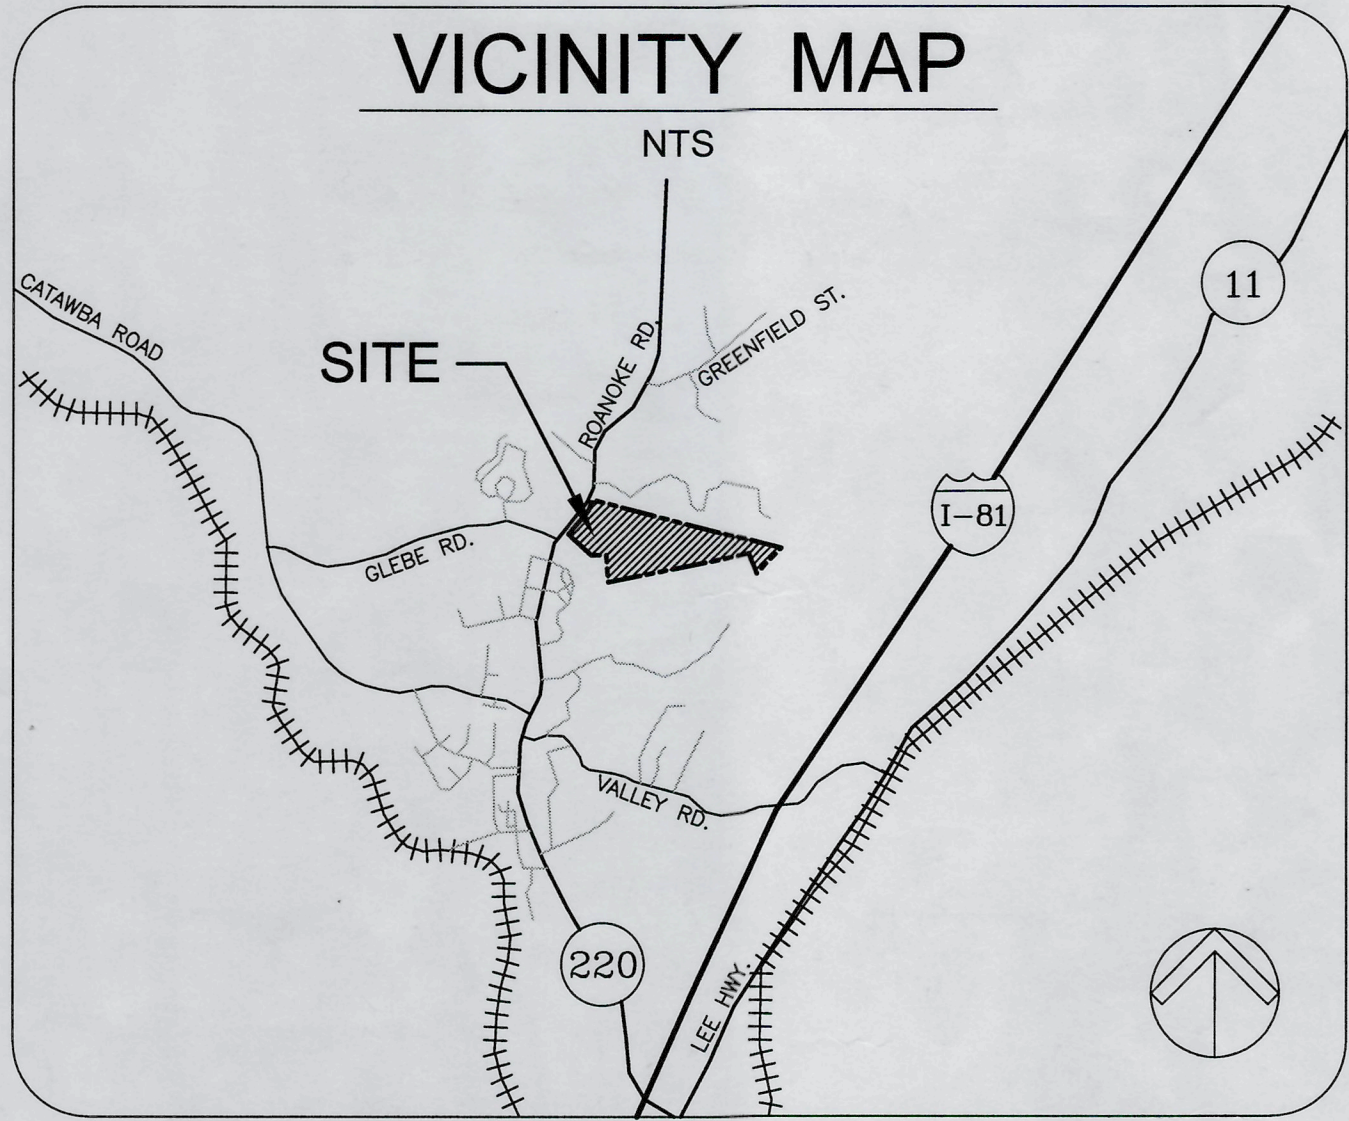 VICINITY MAP
NTS
11
CATAWBA ROAD
GREENFIELD ST.
ROANOKE RD.
SITE
I-81
GLEBE RD.
VALLEY RD.
220
LEE HWY.